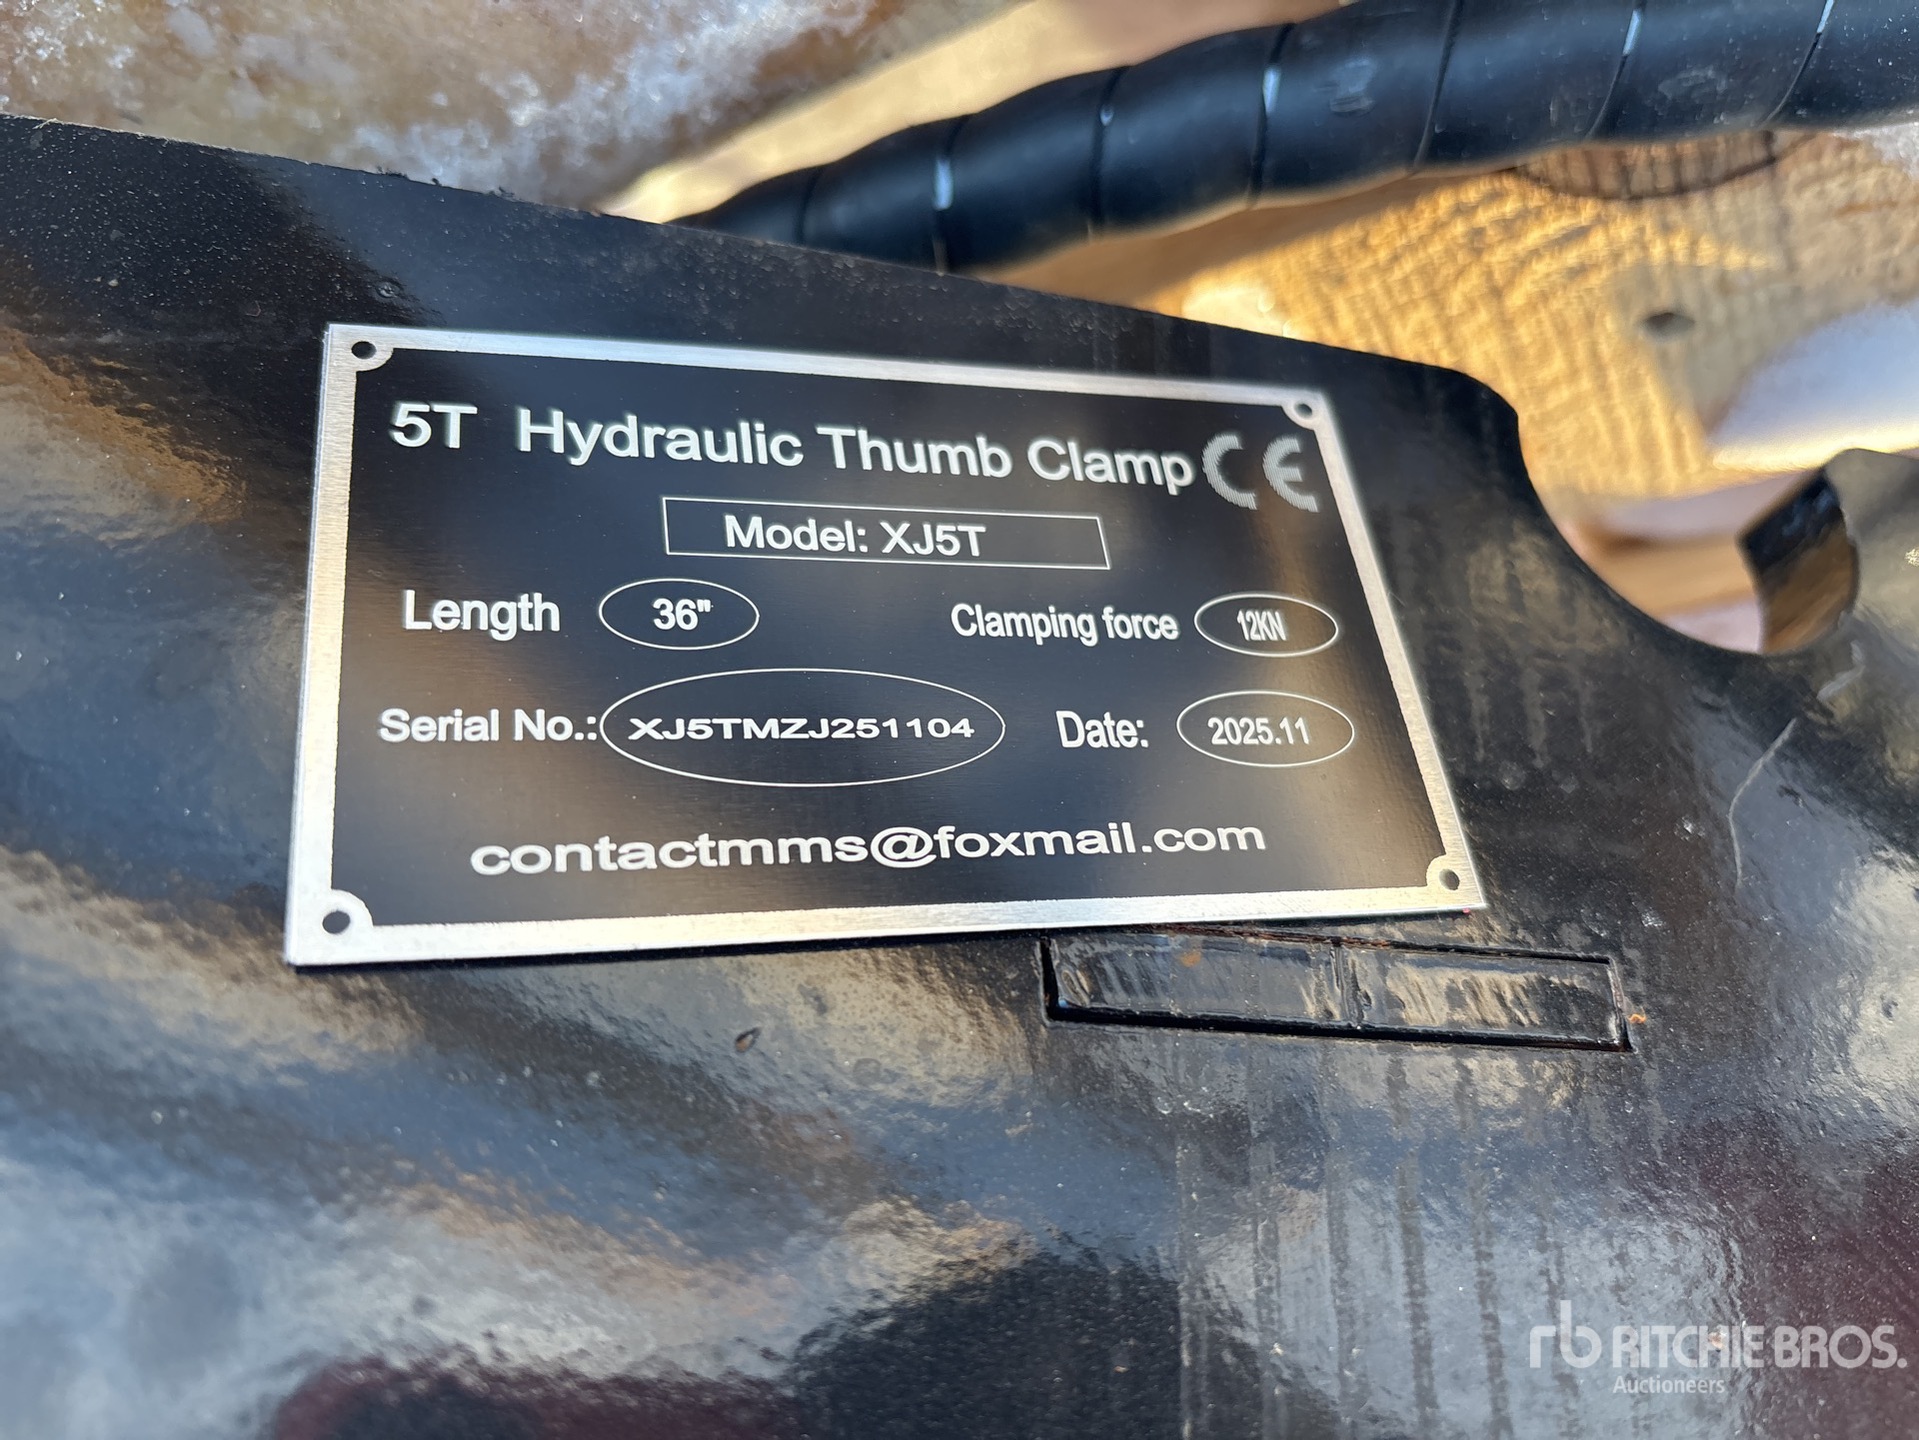 5T Hydraulic Thumb Clamp CE
Model: XJ5T
Length 36" Clamping force 12KN
Serial No.: XJ5TMZJ251104 Date: 2025.11
contactmms@foxmail.com
rb RITCHIE BROS.
Auctioneers